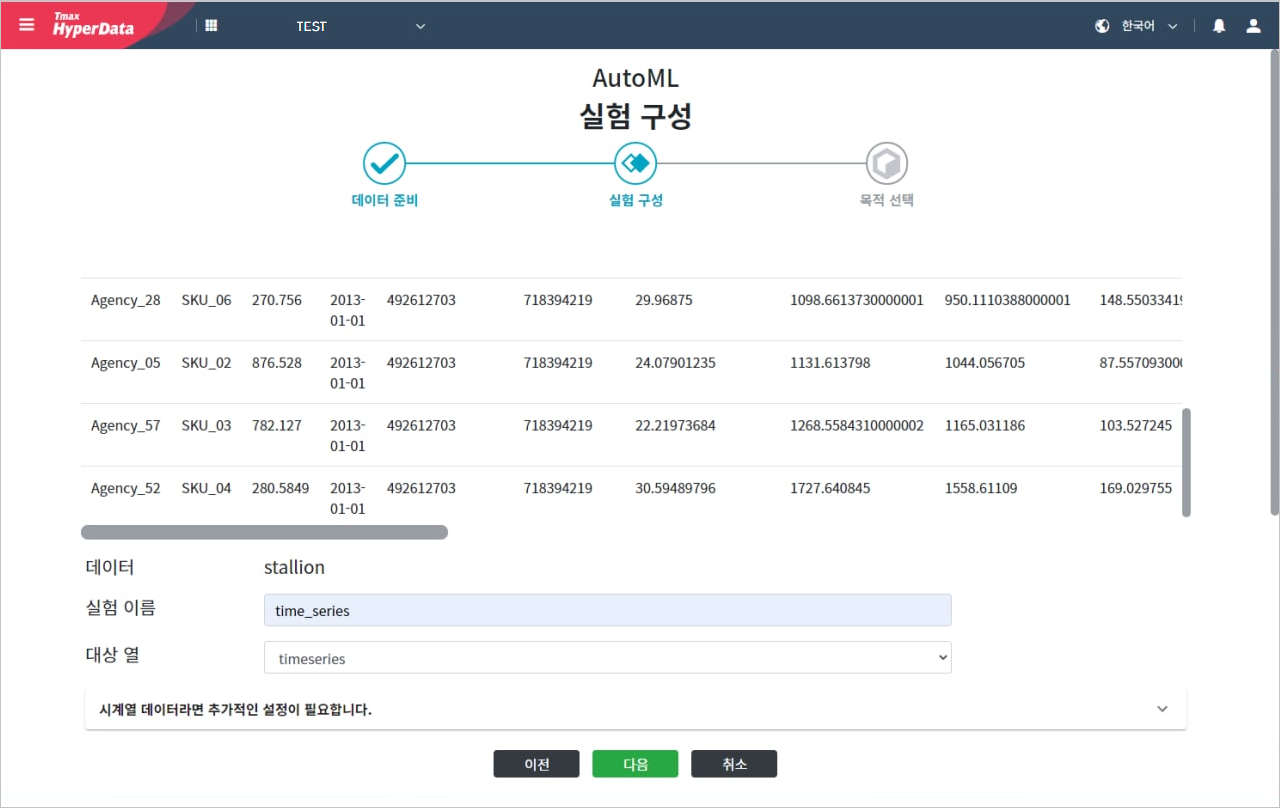 Tmax
HyperData
TEST
한국어
AutoML
실험 구성
데이터 준비
실험 구성
목적 선택
Agency_28 SKU_06 270.756 2013-01-01 492612703 718394219 29.96875 1098.6613730000001 950.1110388000001 148.55033419
Agency_05 SKU_02 876.528 2013-01-01 492612703 718394219 24.07901235 1131.613798 1044.056705 87.557093000
Agency_57 SKU_03 782.127 2013-01-01 492612703 718394219 22.21973684 1268.5584310000002 1165.031186 103.527245
Agency_52 SKU_04 280.5849 2013-01-01 492612703 718394219 30.59489796 1727.640845 1558.61109 169.029755
데이터 stallion
실험 이름 time_series
대상 열 timeseries
시계열 데이터라면 추가적인 설정이 필요합니다.
이전 다음 취소